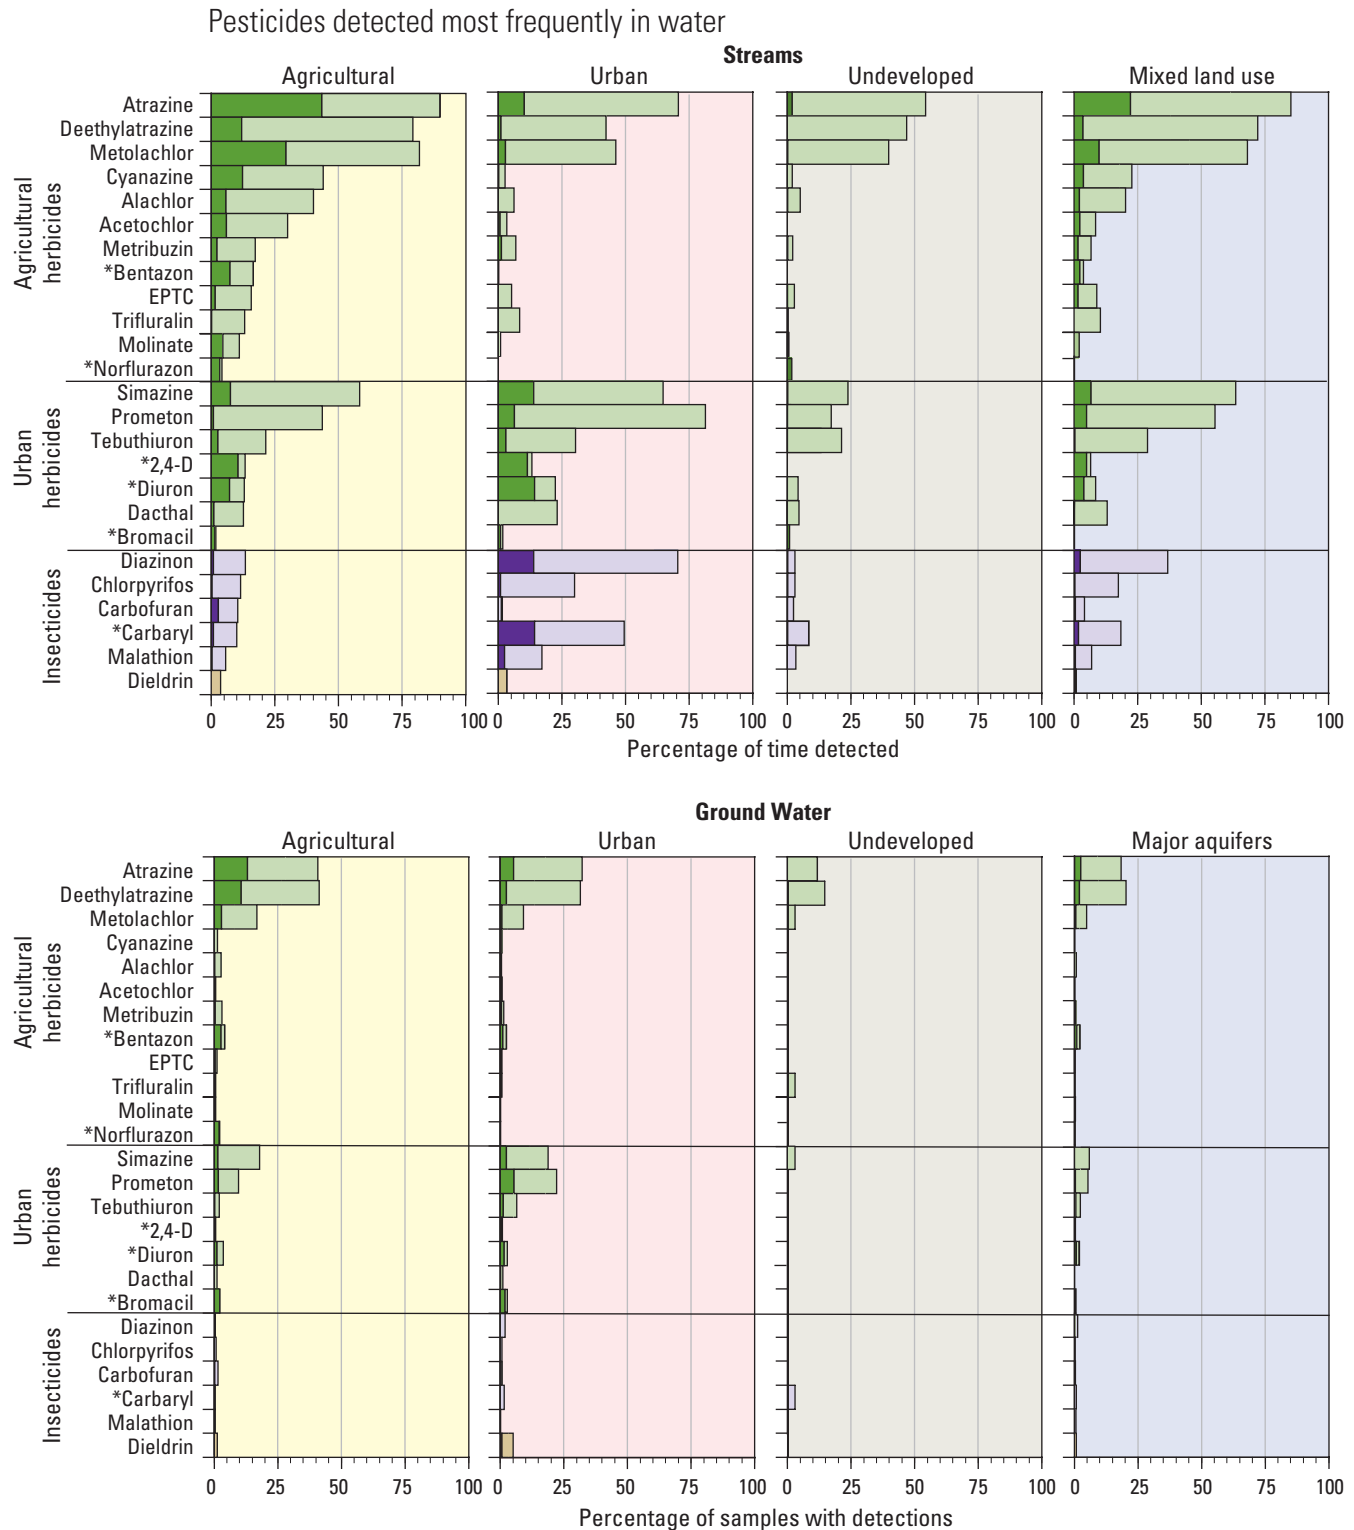 Pesticides detected most frequently in water
Streams
Agricultural Urban Undeveloped Mixed land use
Agricultural herbicides
Atrazine
Deethylatrazine
Metolachlor
Cyanazine
Alachlor
Acetochlor
Metribuzin
*Bentazon
EPTC
Trifluralin
Molinate
*Norflurazon
Urban herbicides
Simazine
Prometon
Tebuthiuron
*2,4-D
*Diuron
Dacthal
*Bromacil
Insecticides
Diazinon
Chlorpyrifos
Carbofuran
*Carbaryl
Malathion
Dieldrin
0 25 50 75 100 0 25 50 75 100 0 25 50 75 100 0 25 50 75 100
Percentage of time detected
Ground Water
Agricultural Urban Undeveloped Major aquifers
Agricultural herbicides
Atrazine
Deethylatrazine
Metolachlor
Cyanazine
Alachlor
Acetochlor
Metribuzin
*Bentazon
EPTC
Trifluralin
Molinate
*Norflurazon
Urban herbicides
Simazine
Prometon
Tebuthiuron
*2,4-D
*Diuron
Dacthal
*Bromacil
Insecticides
Diazinon
Chlorpyrifos
Carbofuran
*Carbaryl
Malathion
Dieldrin
0 25 50 75 100 0 25 50 75 100 0 25 50 75 100 0 25 50 75 100
Percentage of samples with detections